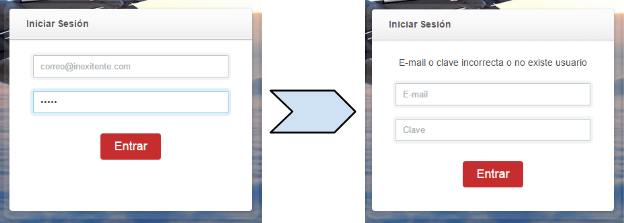 Iniciar Sesión
correo@inexitente.com
•••••
Entrar
Iniciar Sesión
E-mail o clave incorrecta o no existe usuario
E-mail
Clave
Entrar